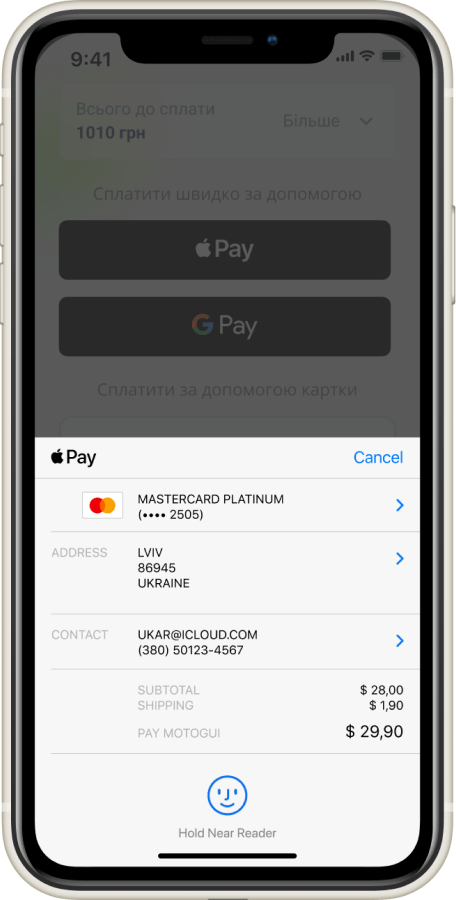 9:41
Всього до сплати
1010 грн
Більше
Сплатити швидко за допомогою
Pay
G Pay
Сплатити за допомогою картки
Pay
Cancel
MASTERCARD PLATINUM
(•••• 2505)
ADDRESS
LVIV
86945
UKRAINE
CONTACT
UKAR@ICLOUD.COM
(380) 50123-4567
SUBTOTAL $ 28,00
SHIPPING $ 1,90
PAY MOTOGUI $ 29,90
Hold Near Reader